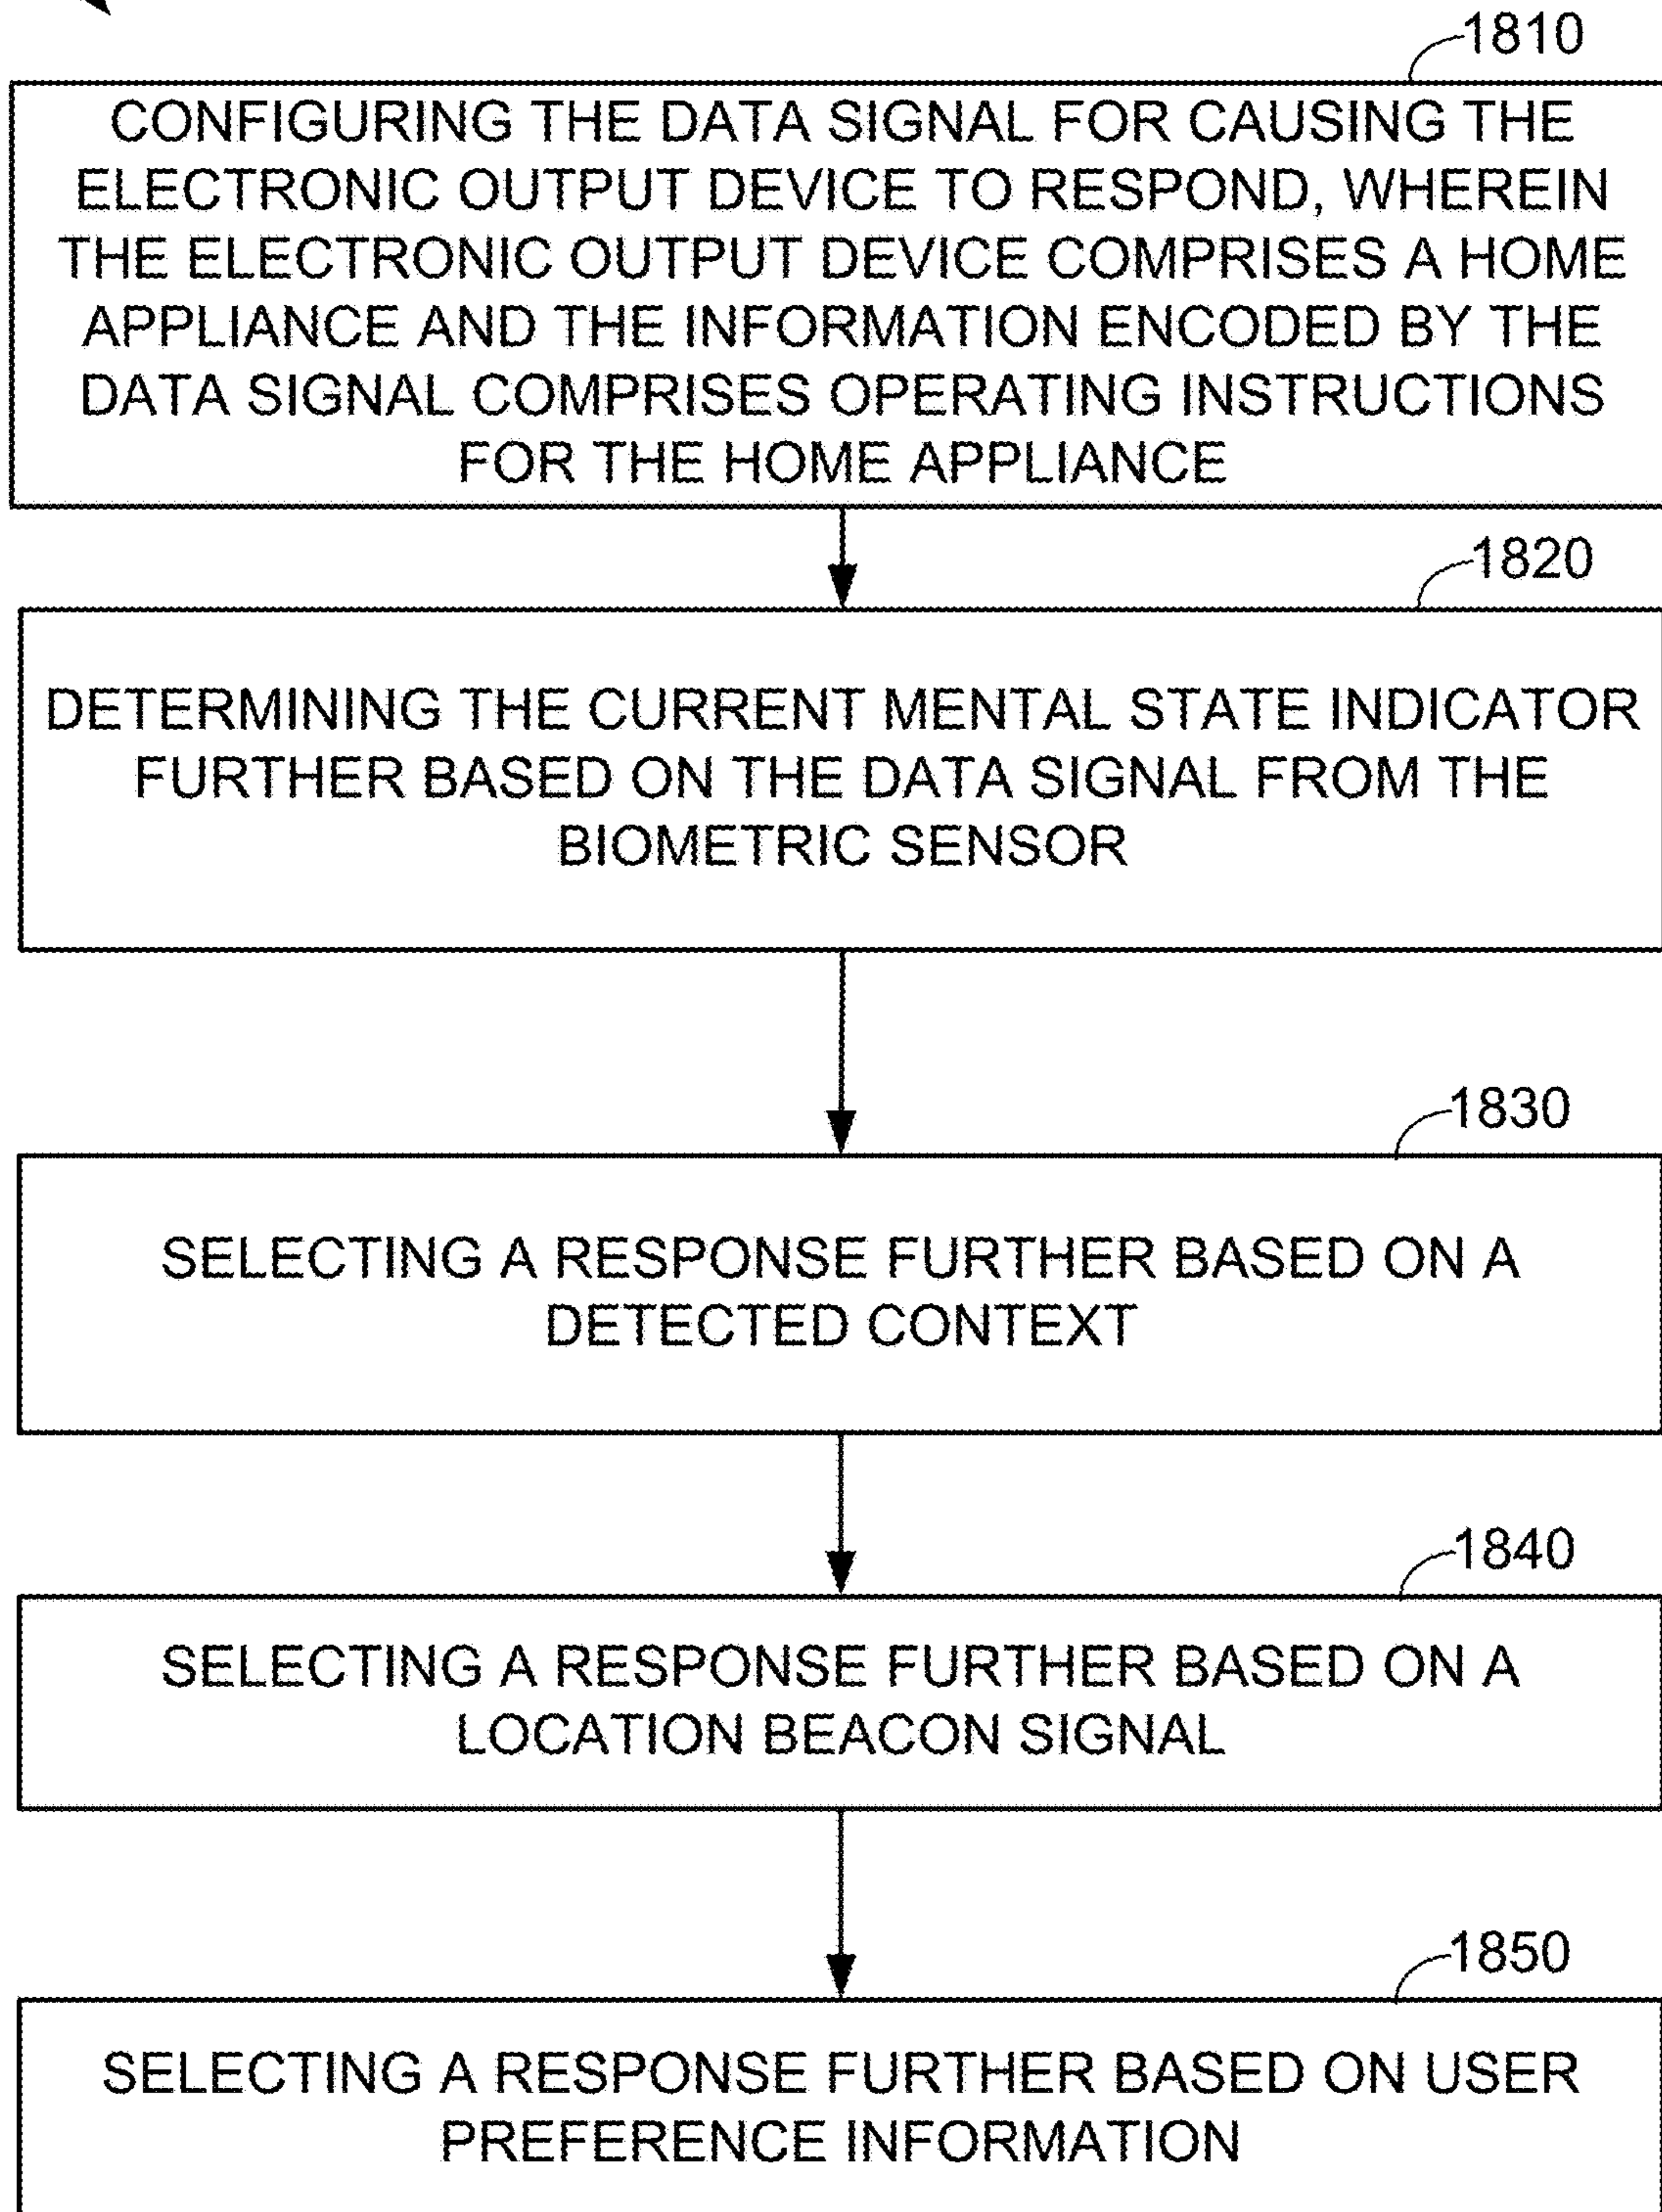 1810
CONFIGURING THE DATA SIGNAL FOR CAUSING THE
ELECTRONIC OUTPUT DEVICE TO RESPOND, WHEREIN
THE ELECTRONIC OUTPUT DEVICE COMPRISES A HOME
APPLIANCE AND THE INFORMATION ENCODED BY THE
DATA SIGNAL COMPRISES OPERATING INSTRUCTIONS
FOR THE HOME APPLIANCE
1820
DETERMINING THE CURRENT MENTAL STATE INDICATOR
FURTHER BASED ON THE DATA SIGNAL FROM THE
BIOMETRIC SENSOR
1830
SELECTING A RESPONSE FURTHER BASED ON A
DETECTED CONTEXT
1840
SELECTING A RESPONSE FURTHER BASED ON A
LOCATION BEACON SIGNAL
1850
SELECTING A RESPONSE FURTHER BASED ON USER
PREFERENCE INFORMATION